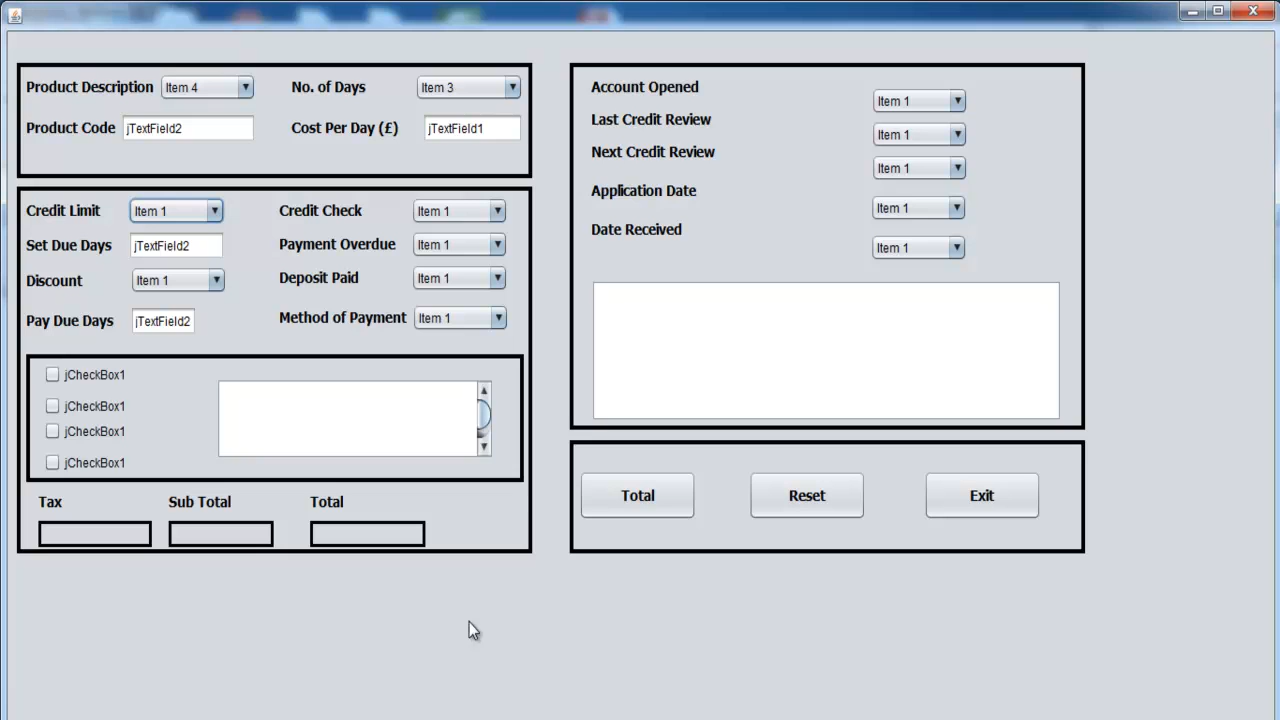 Product Description Item 4 No. of Days Item 3
Product Code jTextField2 Cost Per Day (£) jTextField1
Credit Limit Item 1 Credit Check Item 1
Set Due Days jTextField2 Payment Overdue Item 1
Discount Item 1 Deposit Paid Item 1
Pay Due Days jTextField2 Method of Payment Item 1
jCheckBox1
jCheckBox1
jCheckBox1
jCheckBox1
Tax Sub Total Total
Account Opened Item 1
Last Credit Review Item 1
Next Credit Review Item 1
Application Date Item 1
Date Received Item 1
Total Reset Exit